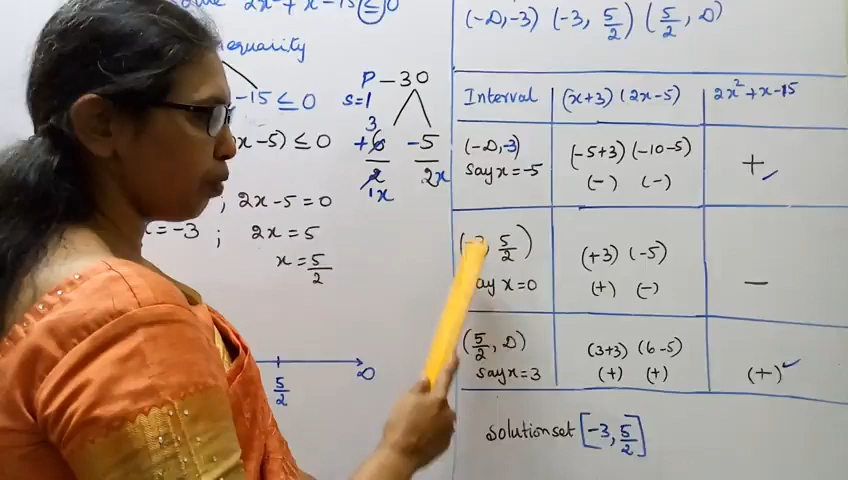 2x² + x - 15 ≤ 0
equality
-15 ≤ 0
x-5) ≤ 0
; 2x-5=0
x=-3 ; 2x=5
x=5/2
5/2 ∞
P -30
S=1
3
+6 -5
2 2x
1x
(-∞,-3) (-3, 5/2) (5/2, ∞)
Interval (x+3) (2x-5) 2x²+x-15
(-∞,-3) (-5+3) (-10-5) +
say x=-5 (-) (-)
(-3, 5/2) (+3) (-5)
say x=0 (+) (-) -
(5/2, ∞) (3+3) (6-5)
say x=3 (+) (+) (+)
Solution set [-3, 5/2]